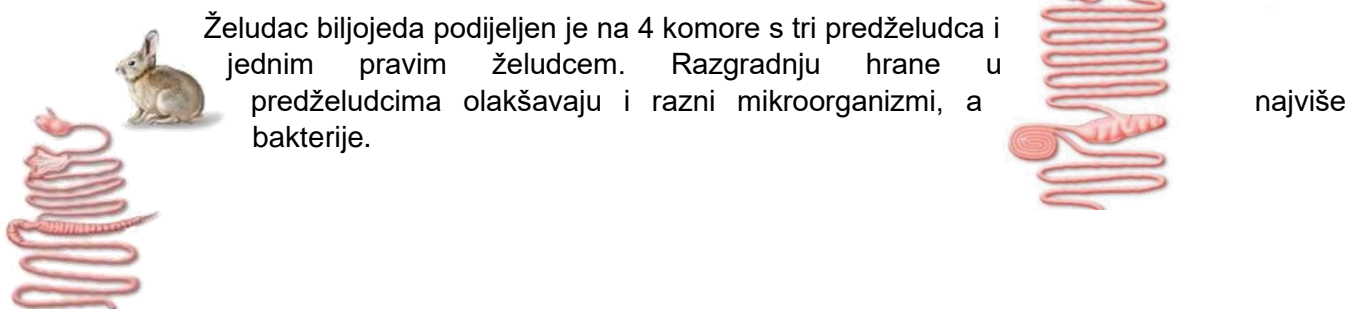 Želudac biljojeda podijeljen je na 4 komore s tri predželudca i
jednim pravim želudcem. Razgradnju hrane u
predželudcima olakšavaju i razni mikroorganizmi, a najviše
bakterije.